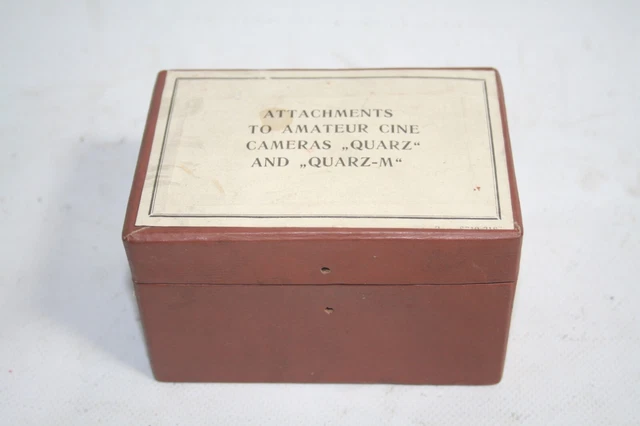 ATTACHMENTS
TO AMATEUR CINE
CAMERAS „QUARZ“
AND „QUARZ-M“